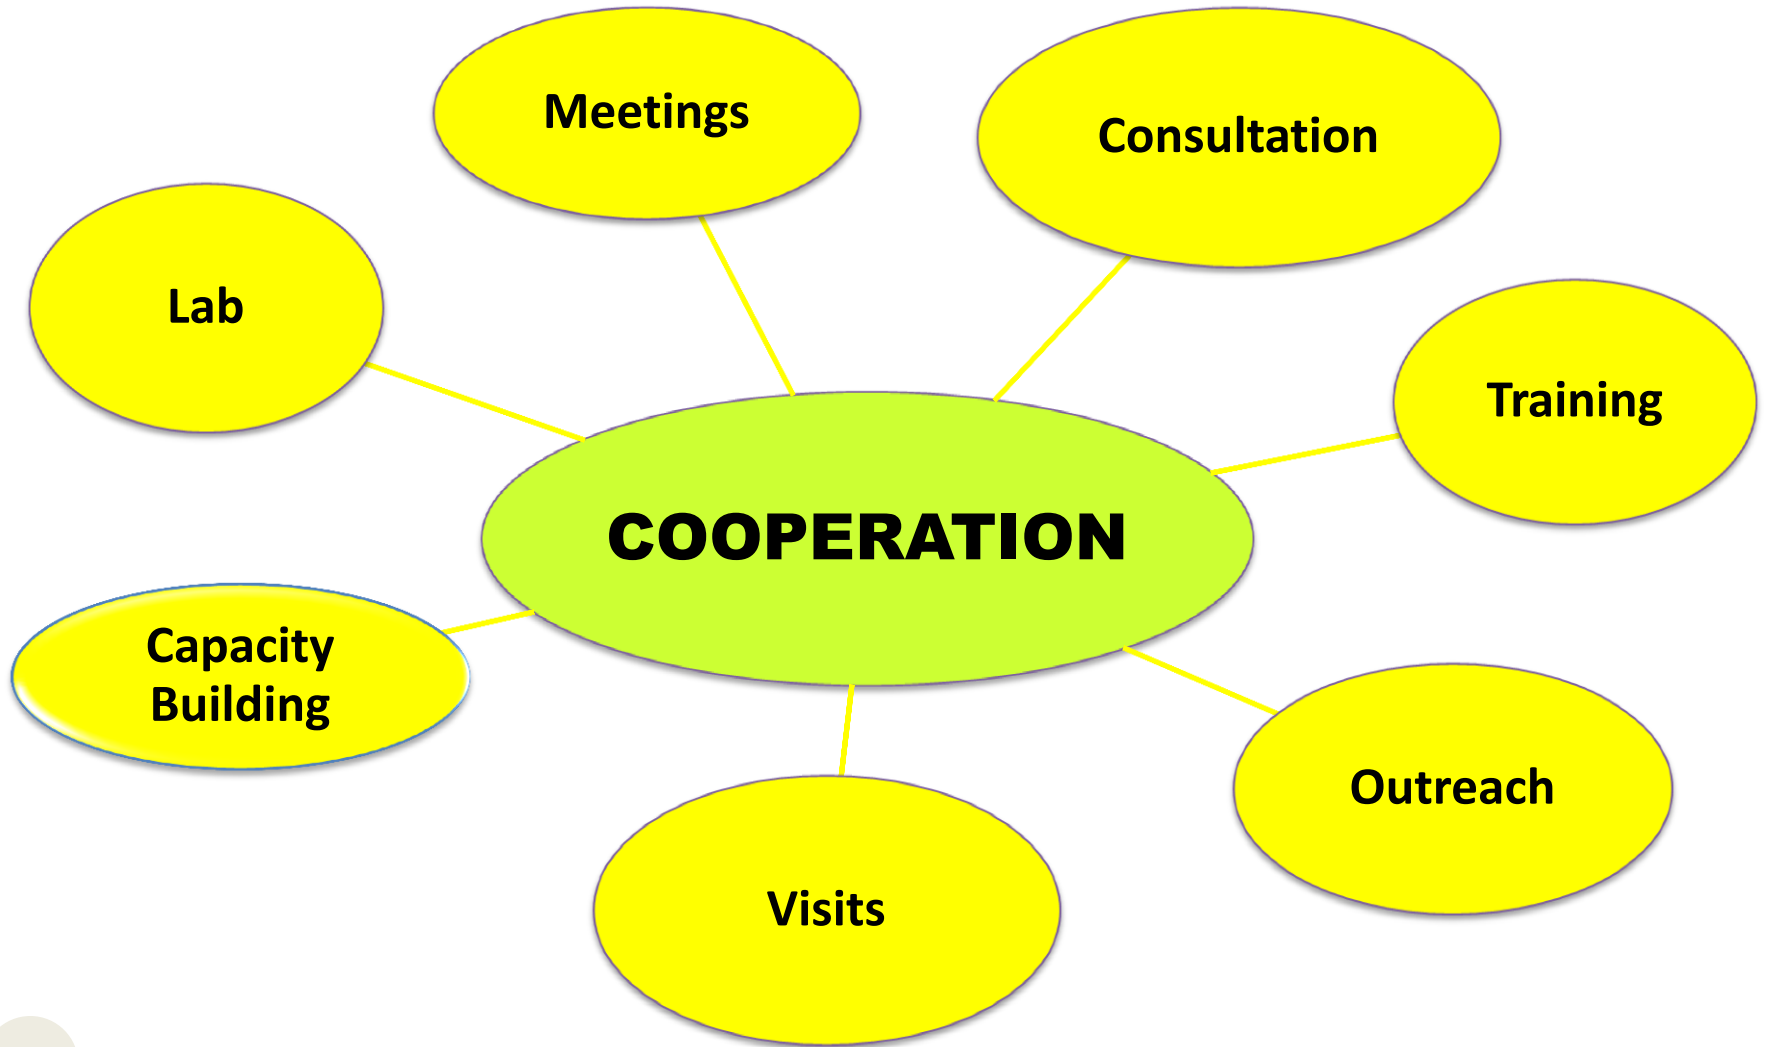 Meetings
Consultation
Lab
Training
COOPERATION
Capacity
Building
Outreach
Visits